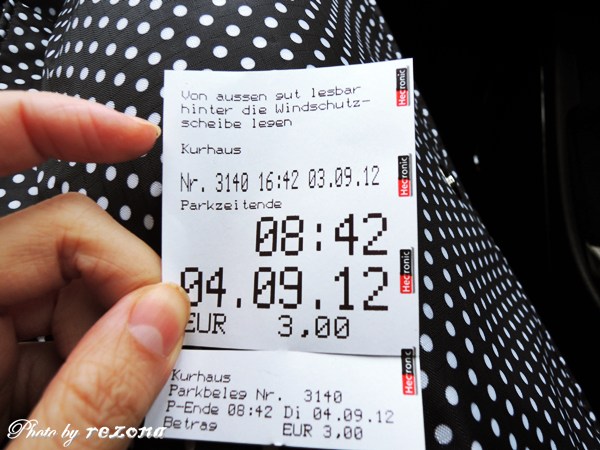 Von aussen gut lesbar
hinter die Windschutz-
scheibe legen
Kurhaus
Nr. 3140 16:42 03.09.12
Parkzeitende
08:42
04.09.12
EUR 3,00
Kurhaus
Parkbeleg Nr. 3140
P-Ende 08:42 Di 04.09.12
Betrag EUR 3,00
Hectronic
Hectronic
Hectronic
Hectronic
Photo by rezona